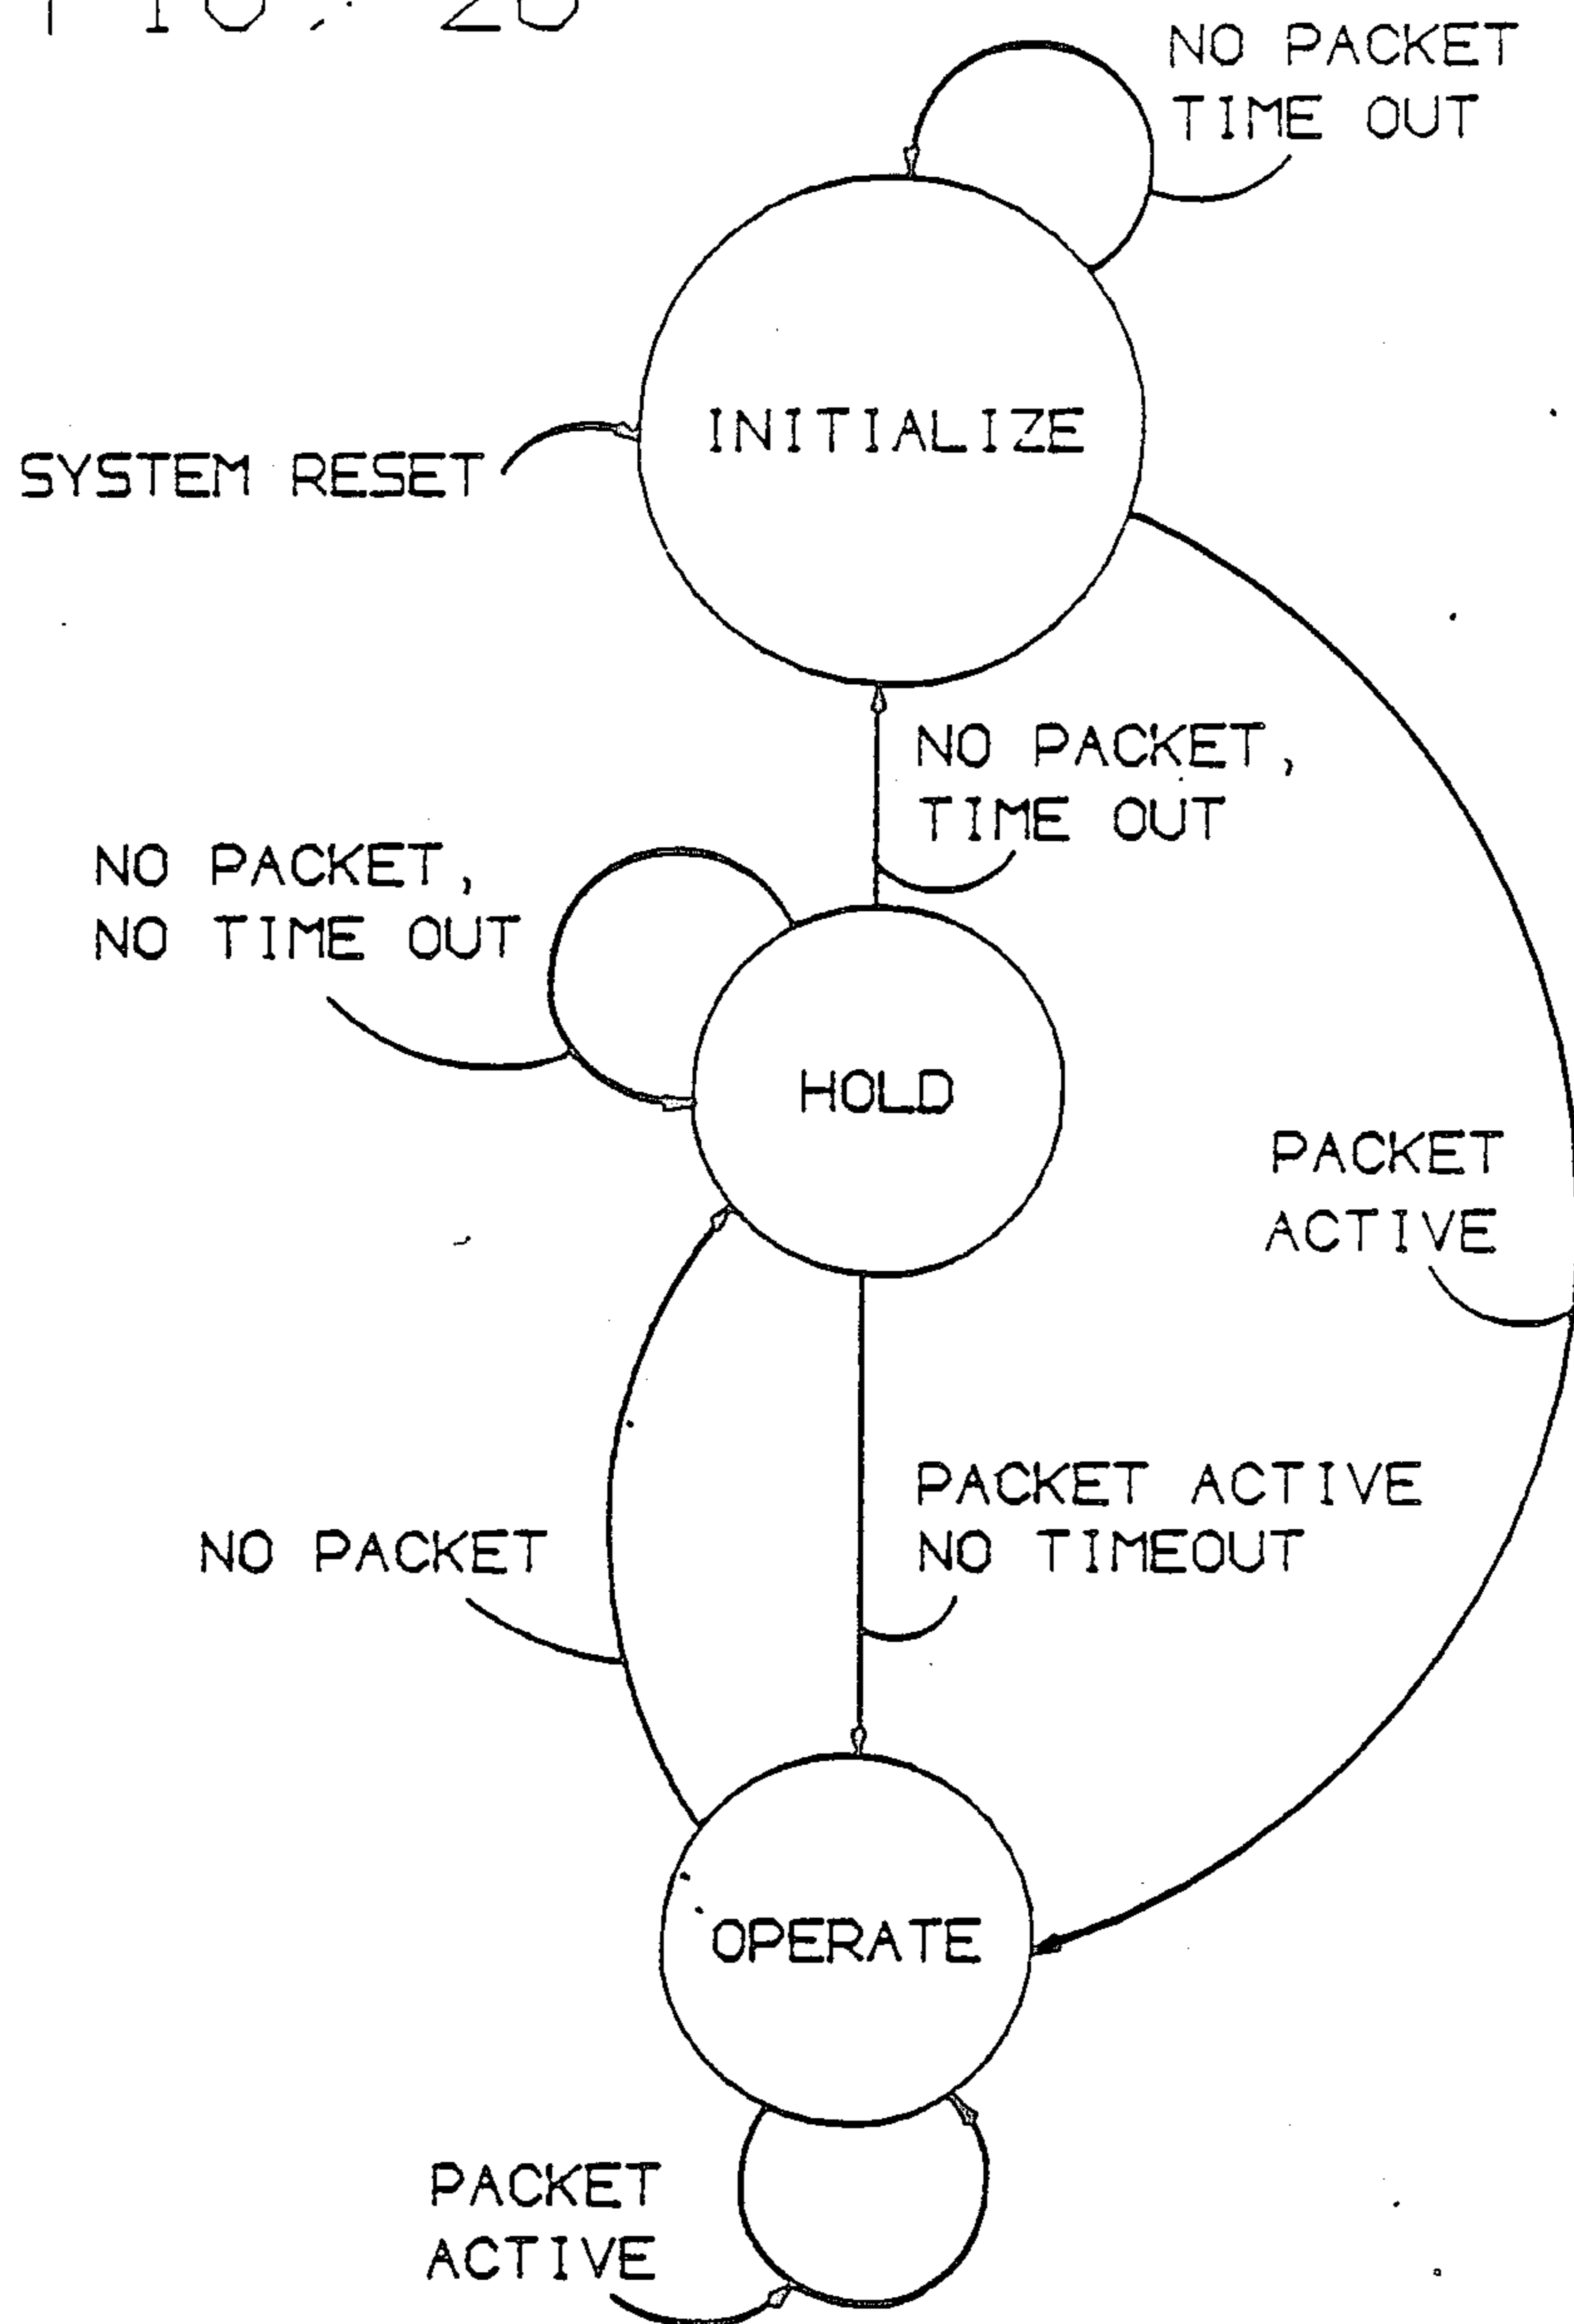 NO PACKET
TIME OUT
INITIALIZE
SYSTEM RESET
NO PACKET,
TIME OUT
NO PACKET,
NO TIME OUT
HOLD
PACKET
ACTIVE
PACKET ACTIVE
NO TIMEOUT
NO PACKET
OPERATE
PACKET
ACTIVE